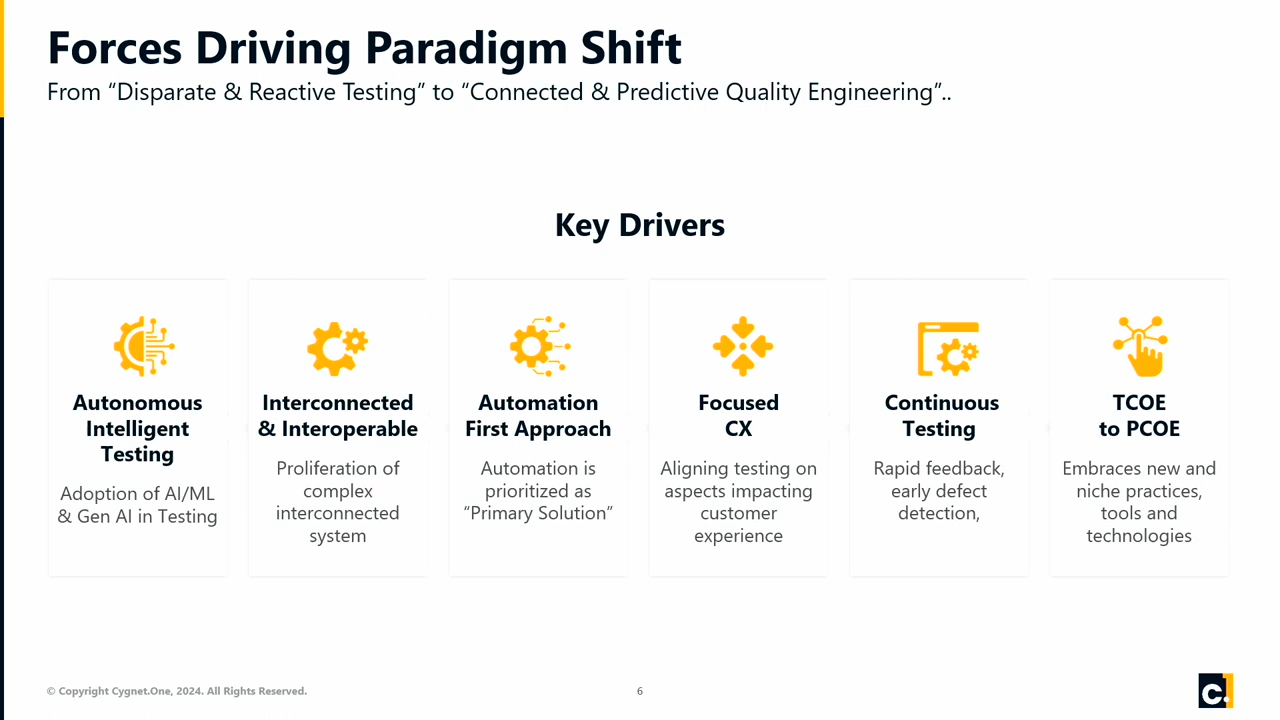 Forces Driving Paradigm Shift
From “Disparate & Reactive Testing” to “Connected & Predictive Quality Engineering”..
Key Drivers
Autonomous
Intelligent
Testing
Adoption of AI/ML
& Gen AI in Testing
Interconnected
& Interoperable
Proliferation of
complex
interconnected
system
Automation
First Approach
Automation is
prioritized as
“Primary Solution”
Focused
CX
Aligning testing on
aspects impacting
customer
experience
Continuous
Testing
Rapid feedback,
early defect
detection,
TCOE
to PCOE
Embraces new and
niche practices,
tools and
technologies
© Copyright Cygnet.One, 2024. All Rights Reserved.
6
C.